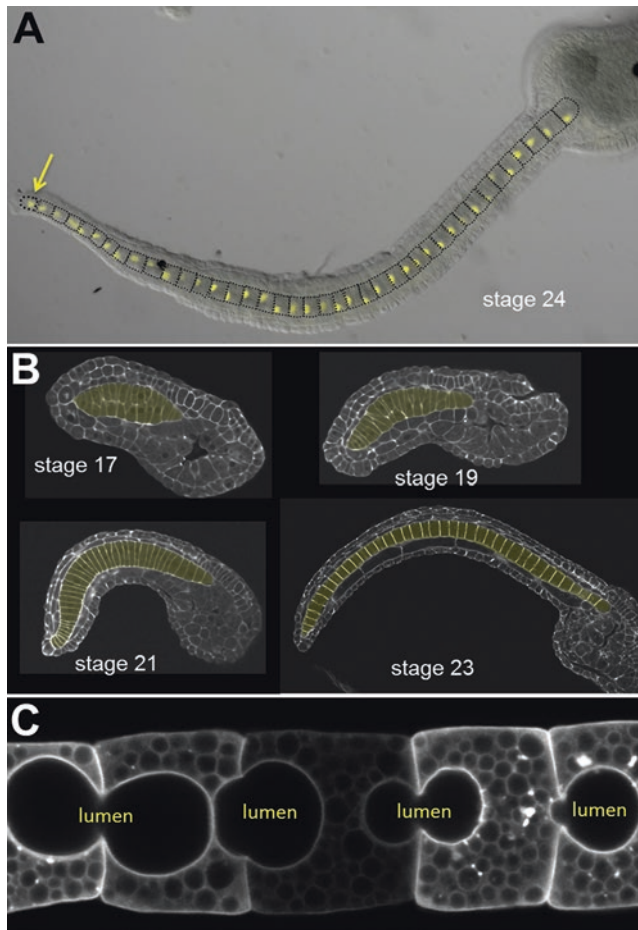 A
stage 24
B
stage 17
stage 19
stage 21
stage 23
C
lumen
lumen
lumen
lumen